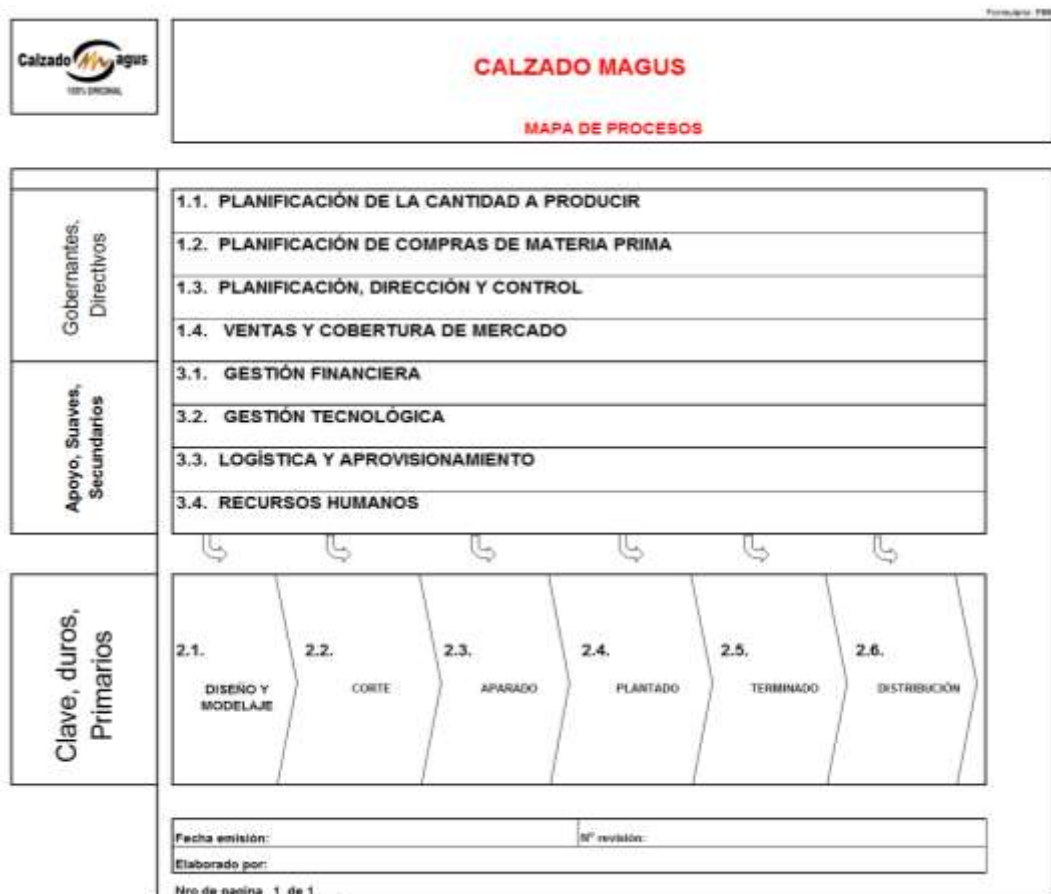 Formulario:
Calzado Magus
100% ORIGINAL
CALZADO MAGUS
MAPA DE PROCESOS
Gobernantes,
Directivos
1.1. PLANIFICACIÓN DE LA CANTIDAD A PRODUCIR
1.2. PLANIFICACIÓN DE COMPRAS DE MATERIA PRIMA
1.3. PLANIFICACIÓN, DIRECCIÓN Y CONTROL
1.4. VENTAS Y COBERTURA DE MERCADO
Apoyo, Suaves,
Secundarios
3.1. GESTIÓN FINANCIERA
3.2. GESTIÓN TECNOLÓGICA
3.3. LOGÍSTICA Y APROVISIONAMIENTO
3.4. RECURSOS HUMANOS
Clave, duros,
Primarios
2.1.
DISEÑO Y
MODELAJE
2.2.
CORTE
2.3.
APARADO
2.4.
PLANTADO
2.5.
TERMINADO
2.6.
DISTRIBUCIÓN
Fecha emisión:
Nº revisión:
Elaborado por:
Nro de pagina 1 de 1